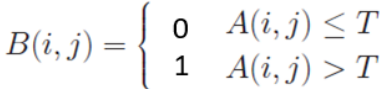 B(i, j) = { 0 A(i, j) ≤ T
1 A(i, j) > T